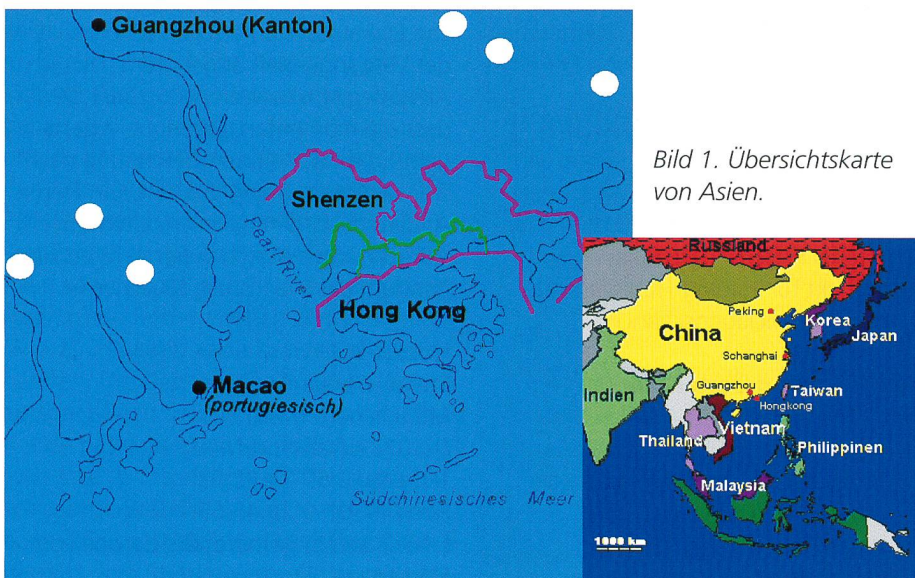 Guangzhou (Kanton)
Shenzen
Pearl River
Hong Kong
Macao
(portugiesisch)
Südchinesisches Meer
Bild 1. Übersichtskarte
von Asien.
Russland
Peking
Korea
China
Japan
Schanghai
Guangzhou
Taiwan
Indien
Hongkong
Vietnam
Thailand
Philippinen
Malaysia
1000 km